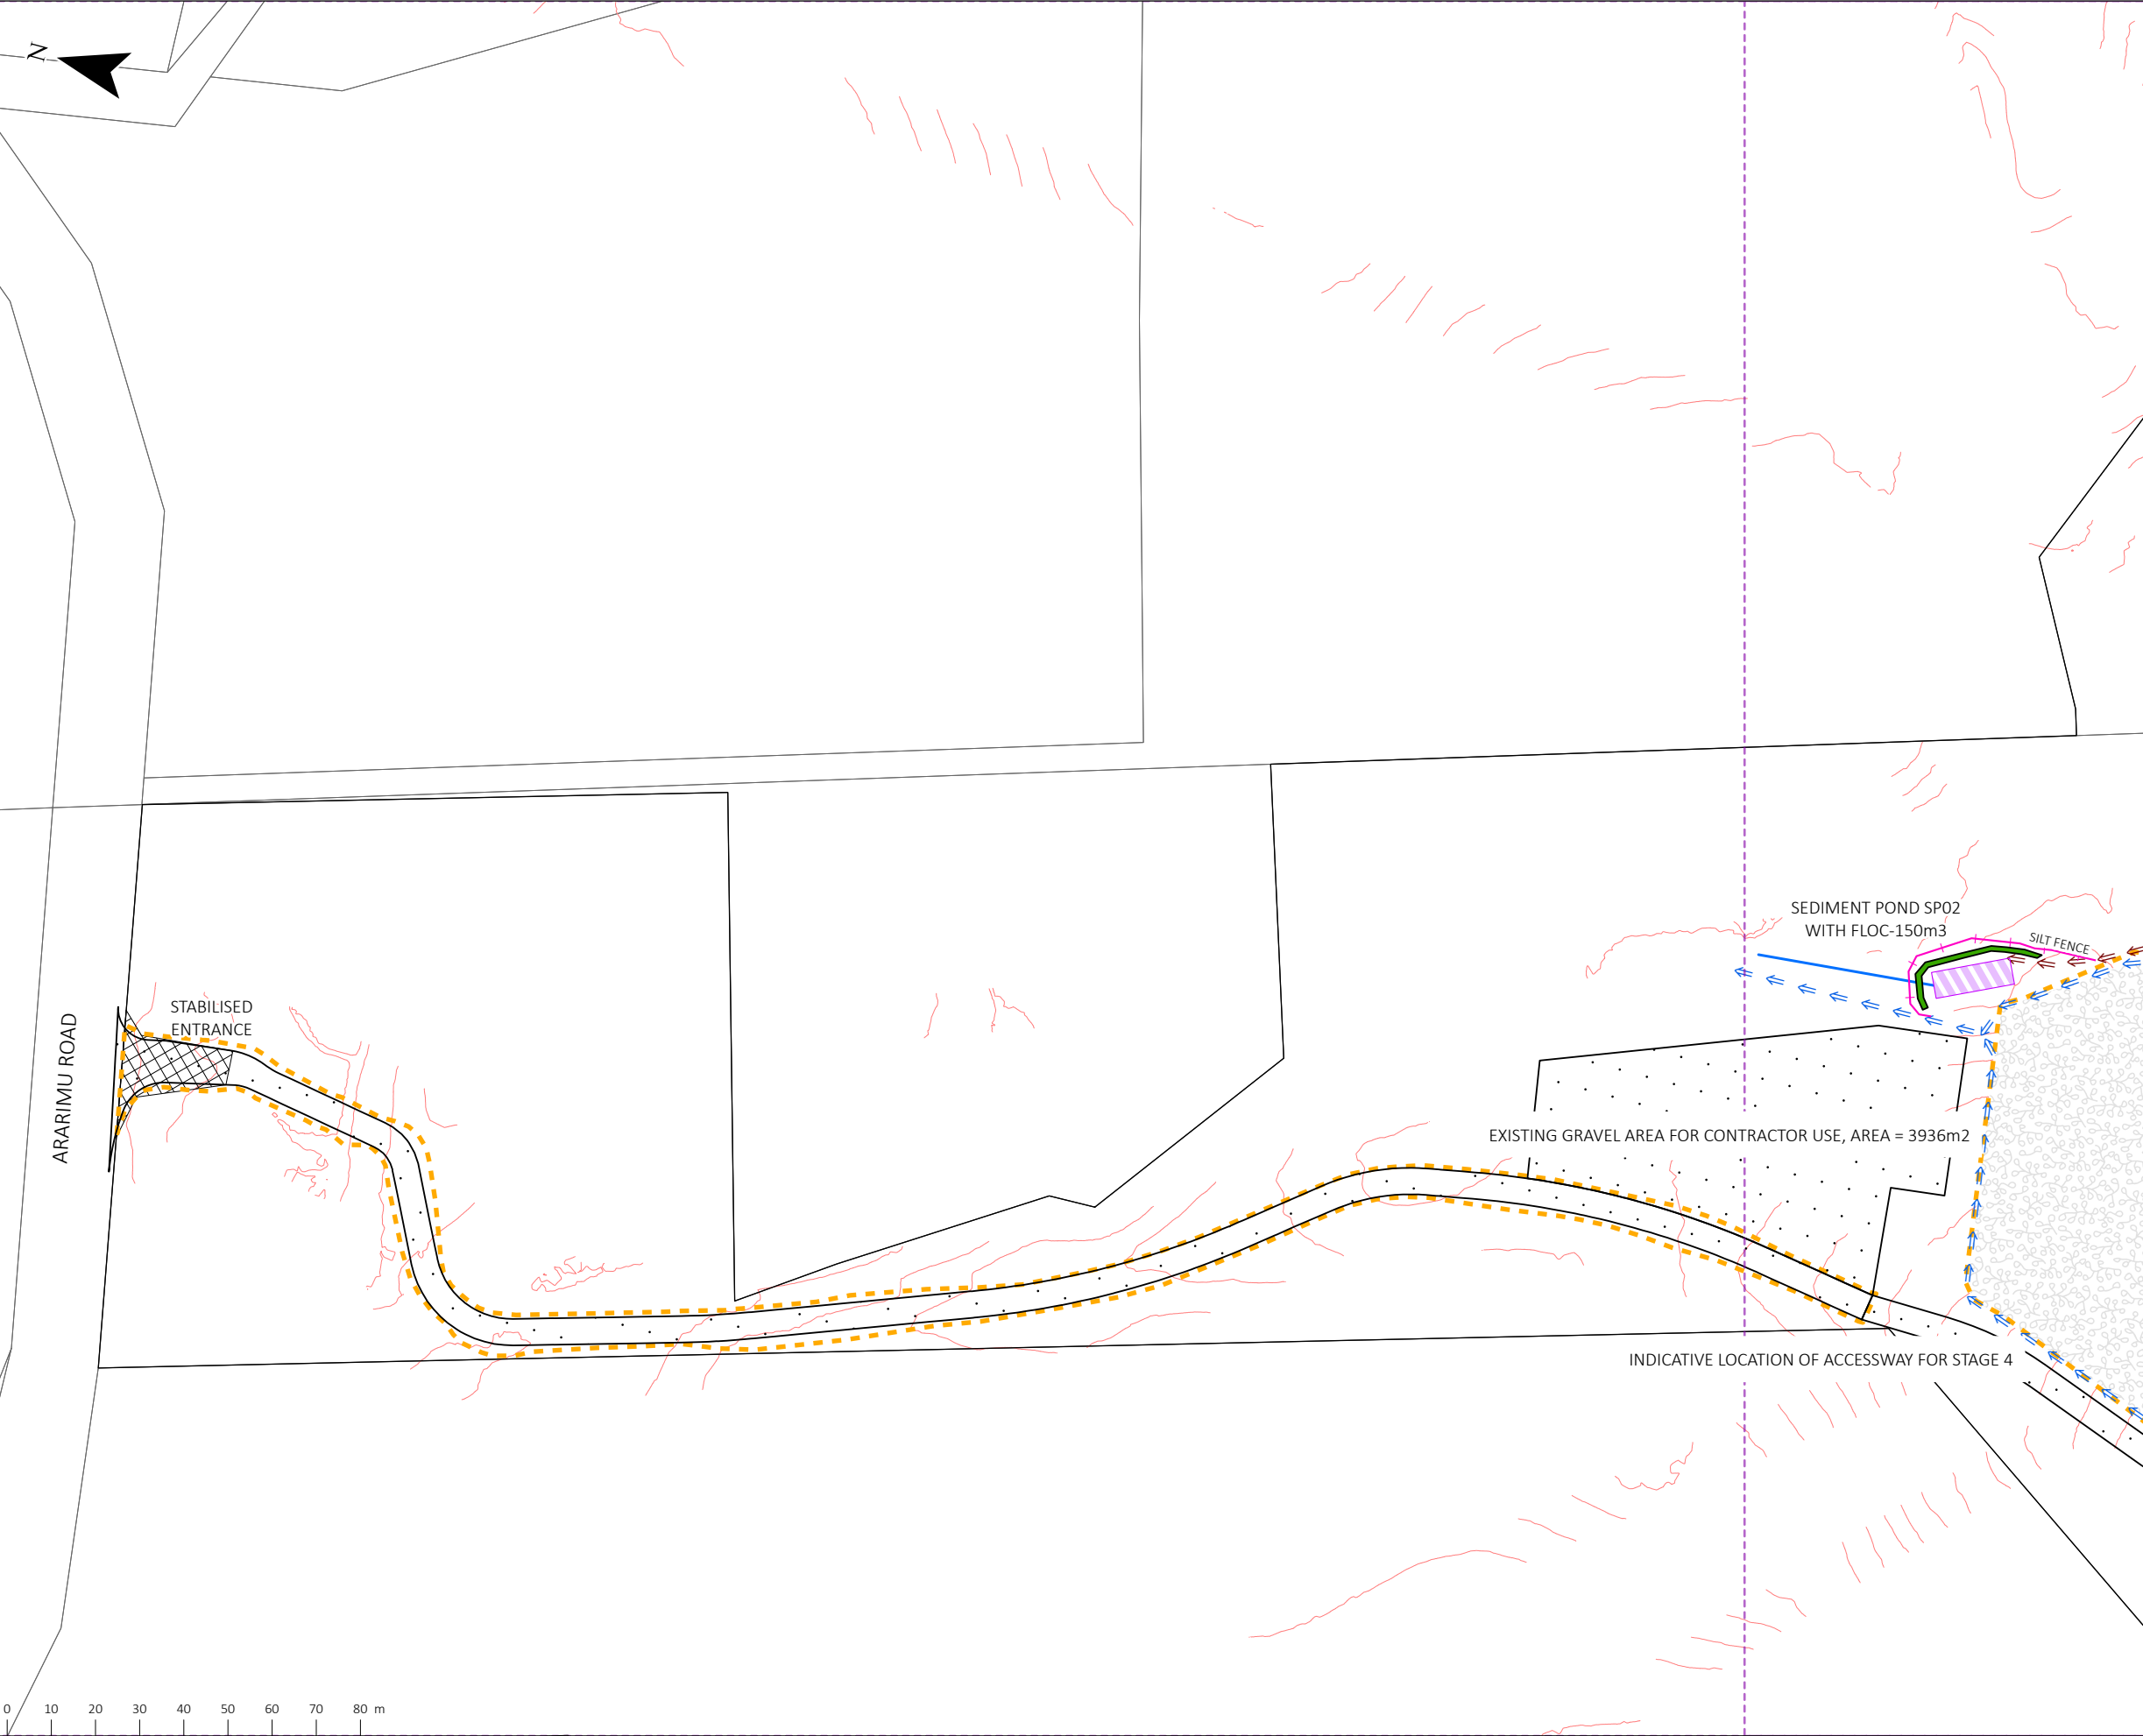 N
SEDIMENT POND SP02
WITH FLOC-150m3
SILT FENCE
STABILISED
ENTRANCE
ARARIMU ROAD
EXISTING GRAVEL AREA FOR CONTRACTOR USE, AREA = 3936m2
INDICATIVE LOCATION OF ACCESSWAY FOR STAGE 4
0 10 20 30 40 50 60 70 80 m